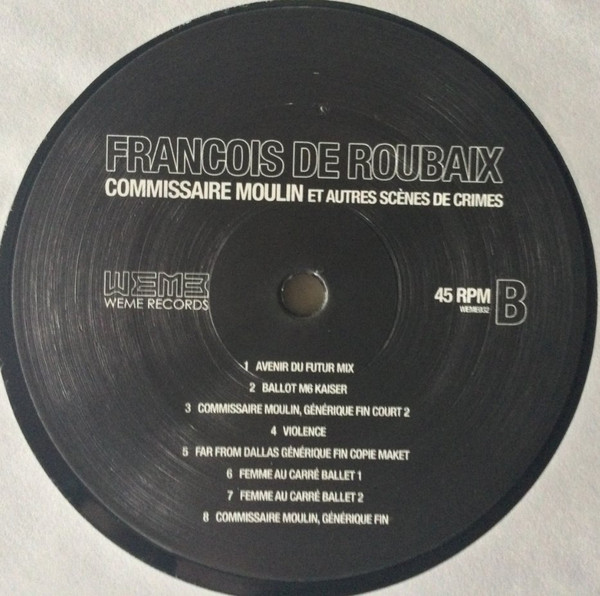 FRANCOIS DE ROUBAIX
COMMISSAIRE MOULIN ET AUTRES SCÈNES DE CRIMES
WEME
WEME RECORDS
45 RPM B
WEME932
1 AVENIR DU FUTUR MIX
2 BALLOT M6 KAISER
3 COMMISSAIRE MOULIN, GÉNÉRIQUE FIN COURT 2
4 VIOLENCE
5 FAR FROM DALLAS GÉNÉRIQUE FIN COPIE MAKET
6 FEMME AU CARRÉ BALLET 1
7 FEMME AU CARRÉ BALLET 2
8 COMMISSAIRE MOULIN, GÉNÉRIQUE FIN